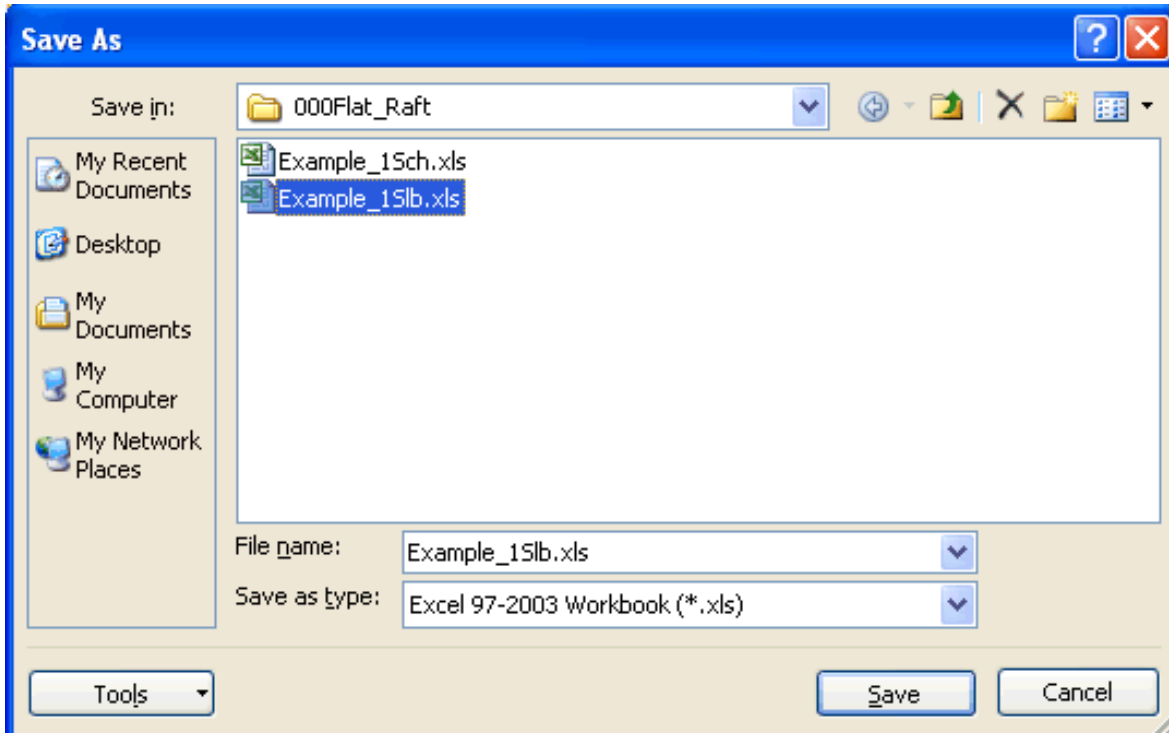 Save As
?
Save in:
000Flat_Raft
My Recent
Documents
Desktop
My
Documents
My
Computer
My Network
Places
Example_1Sch.xls
Example_1Slb.xls
File name:
Example_1Slb.xls
Save as type:
Excel 97-2003 Workbook (*.xls)
Tools
Save
Cancel